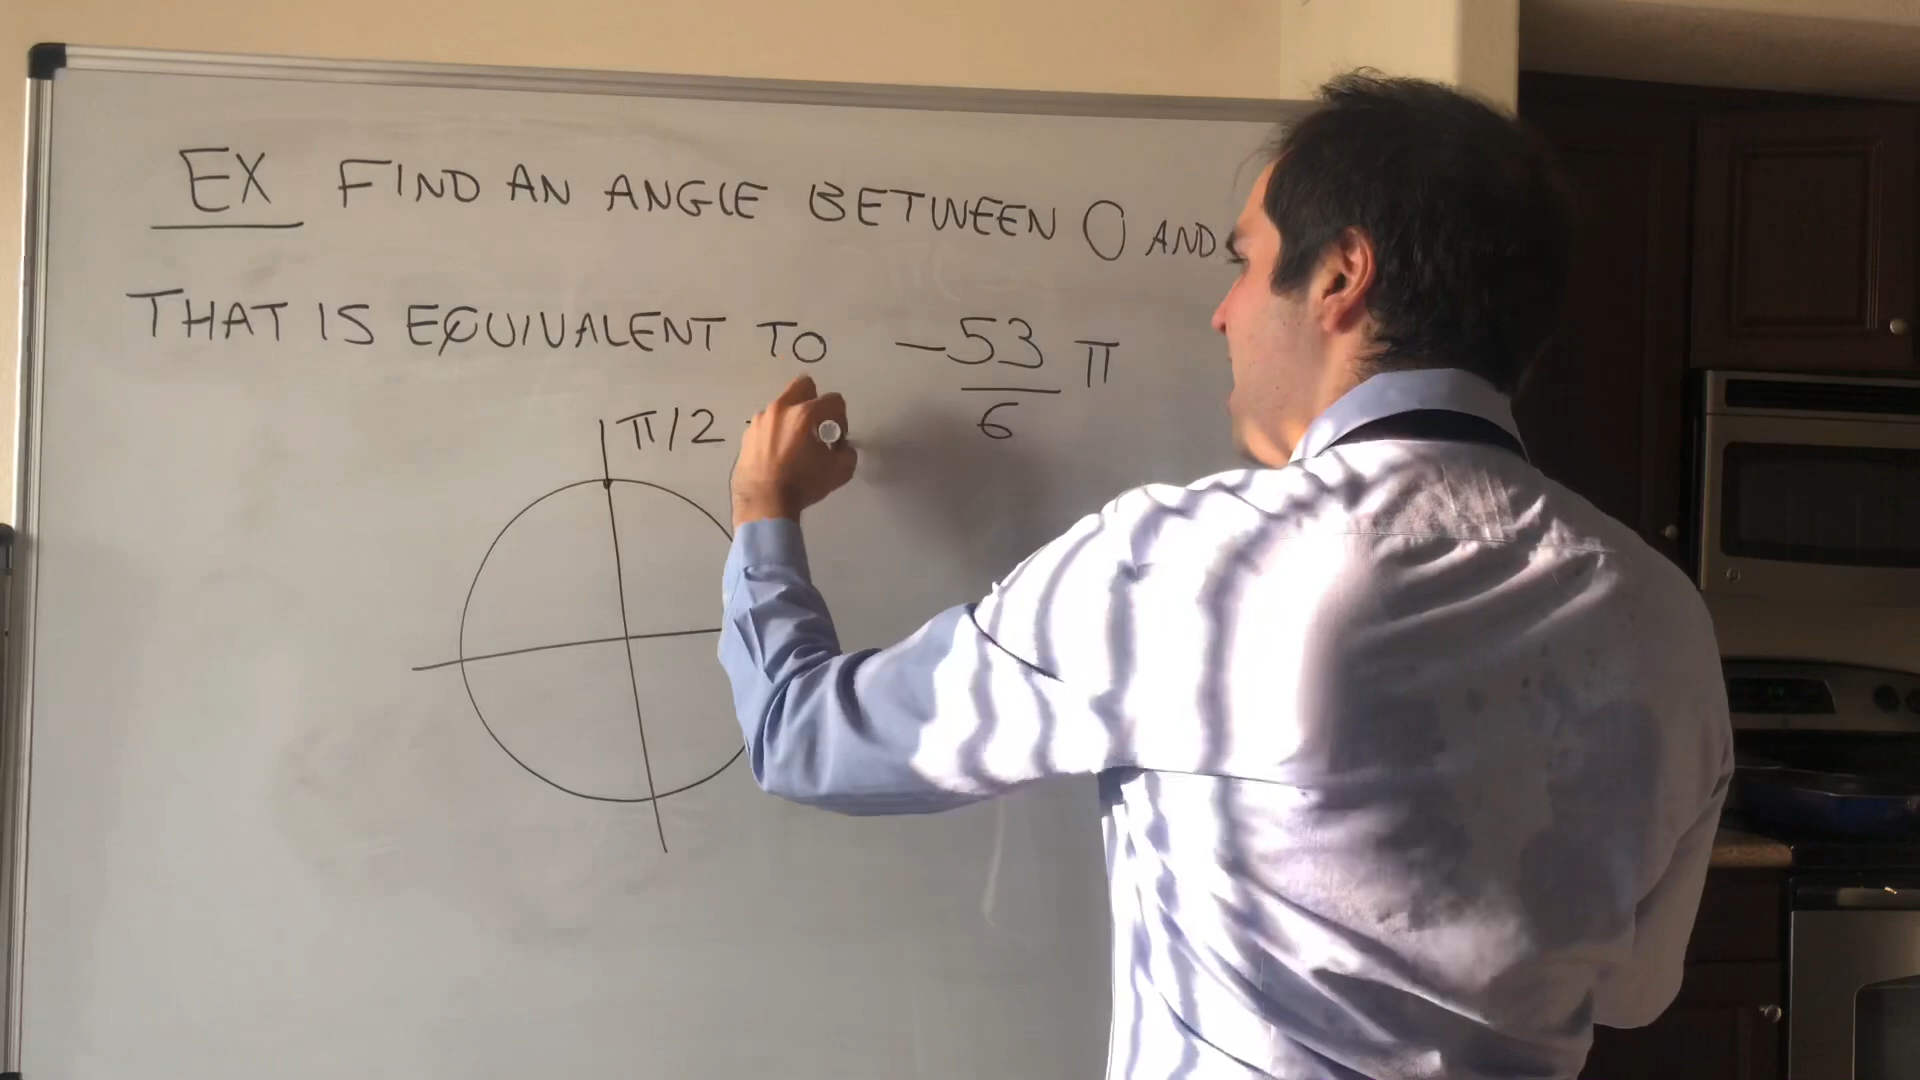 EX FIND AN ANGLE BETWEEN 0 AND
THAT IS EQUIVALENT TO -53/6 π
π/2